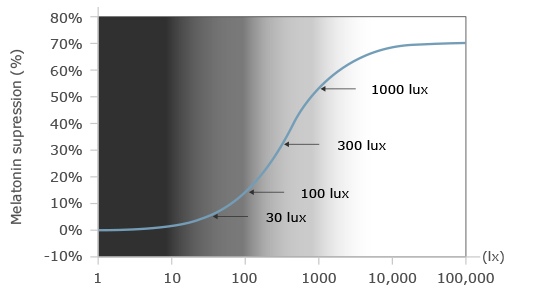 Melatonin supression (%)
80%
70%
60%
50%
40%
30%
20%
10%
0%
-10%
1000 lux
300 lux
100 lux
30 lux
1
10
100
1000
10,000
100,000
(lx)